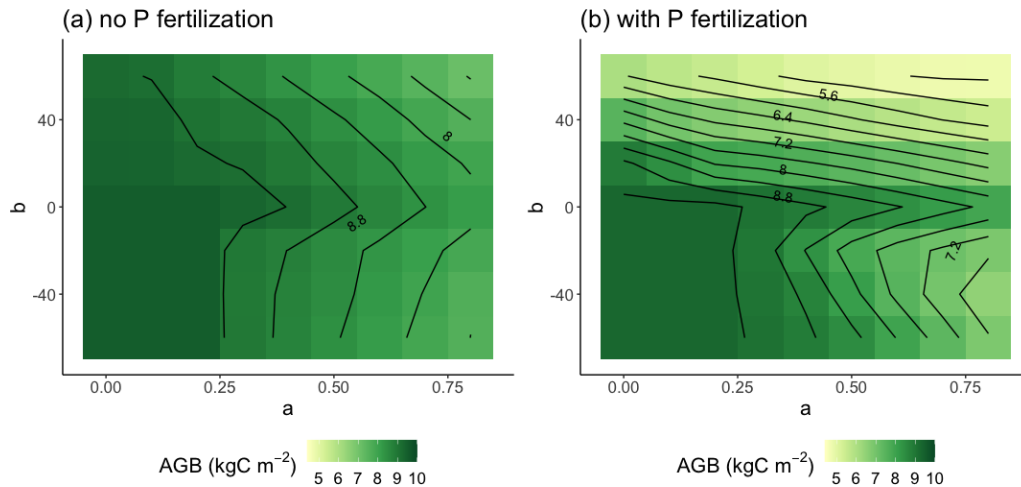 (a) no P fertilization
(b) with P fertilization
b
40
0
-40
8
8.8
0.00
0.25
0.50
0.75
a
AGB (kgC m⁻²)
5 6 7 8 9 10
b
40
0
-40
5.6
6.4
7.2
8
8.8
7.2
0.00
0.25
0.50
0.75
a
AGB (kgC m⁻²)
5 6 7 8 9 10